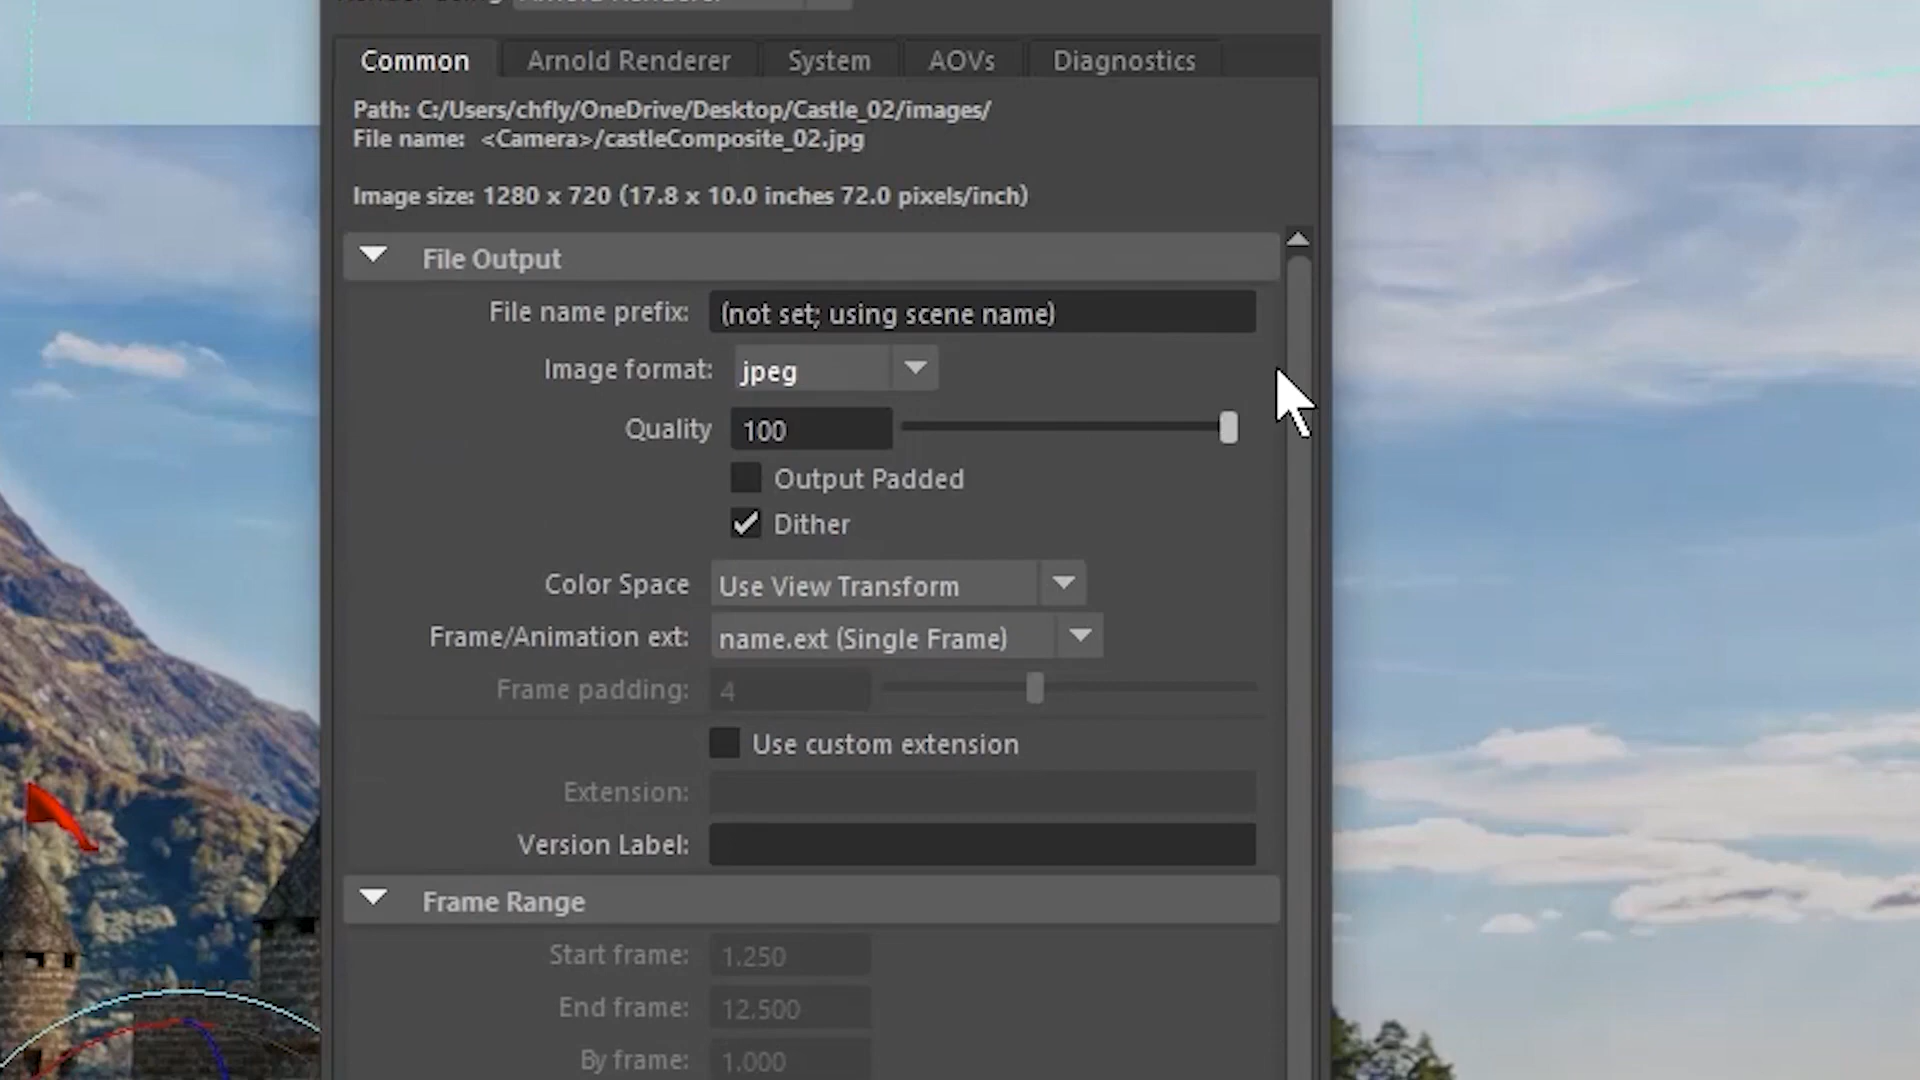 Common Arnold Renderer System AOVs Diagnostics
Path: C:/Users/chfly/OneDrive/Desktop/Castle_02/images/
File name: <Camera>/castleComposite_02.jpg
Image size: 1280 x 720 (17.8 x 10.0 inches 72.0 pixels/inch)
File Output
File name prefix: (not set; using scene name)
Image format: jpeg
Quality 100
Output Padded
Dither
Color Space Use View Transform
Frame/Animation ext: name.ext (Single Frame)
Frame padding: 4
Use custom extension
Extension:
Version Label:
Frame Range
Start frame: 1.250
End frame: 12.500
By frame: 1.000